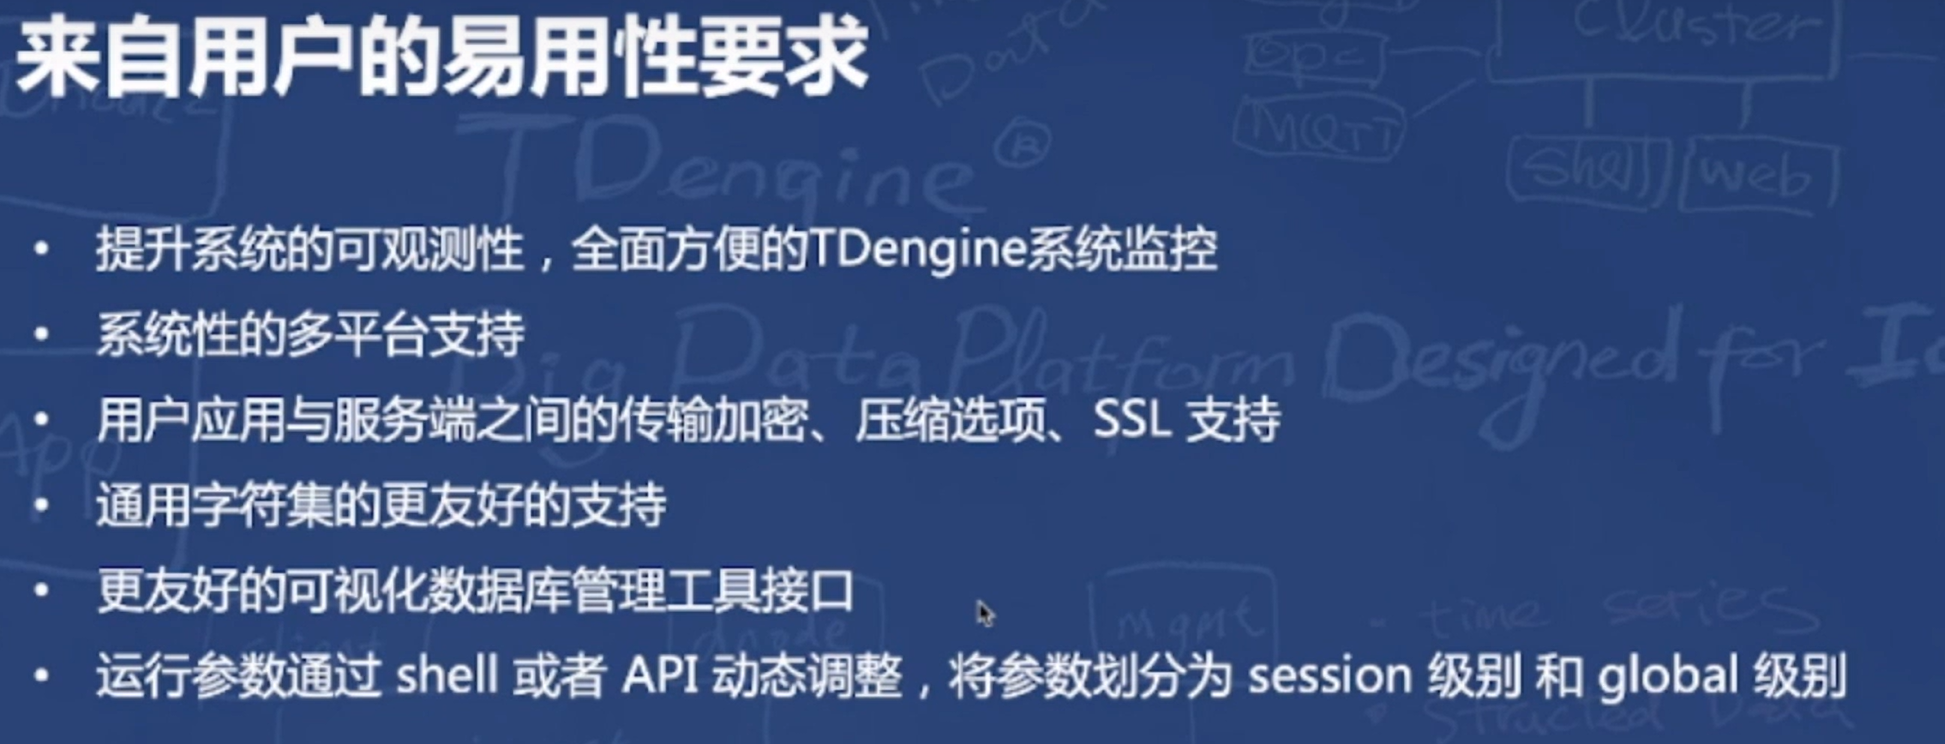 来自用户的易用性要求
Data
opc
Cluster
MQTT
TDengine®
Shell
web
• 提升系统的可观测性，全面方便的TDengine系统监控
• 系统性的多平台支持
Big Data Platform Designed for
• 用户应用与服务端之间的传输加密、压缩选项、SSL 支持
App
• 通用字符集的更友好的支持
• 更友好的可视化数据库管理工具接口
client
dnode
mgmt
- time series
• 运行参数通过 shell 或者 API 动态调整，将参数划分为 session 级别 和 global 级别
• Structed Data